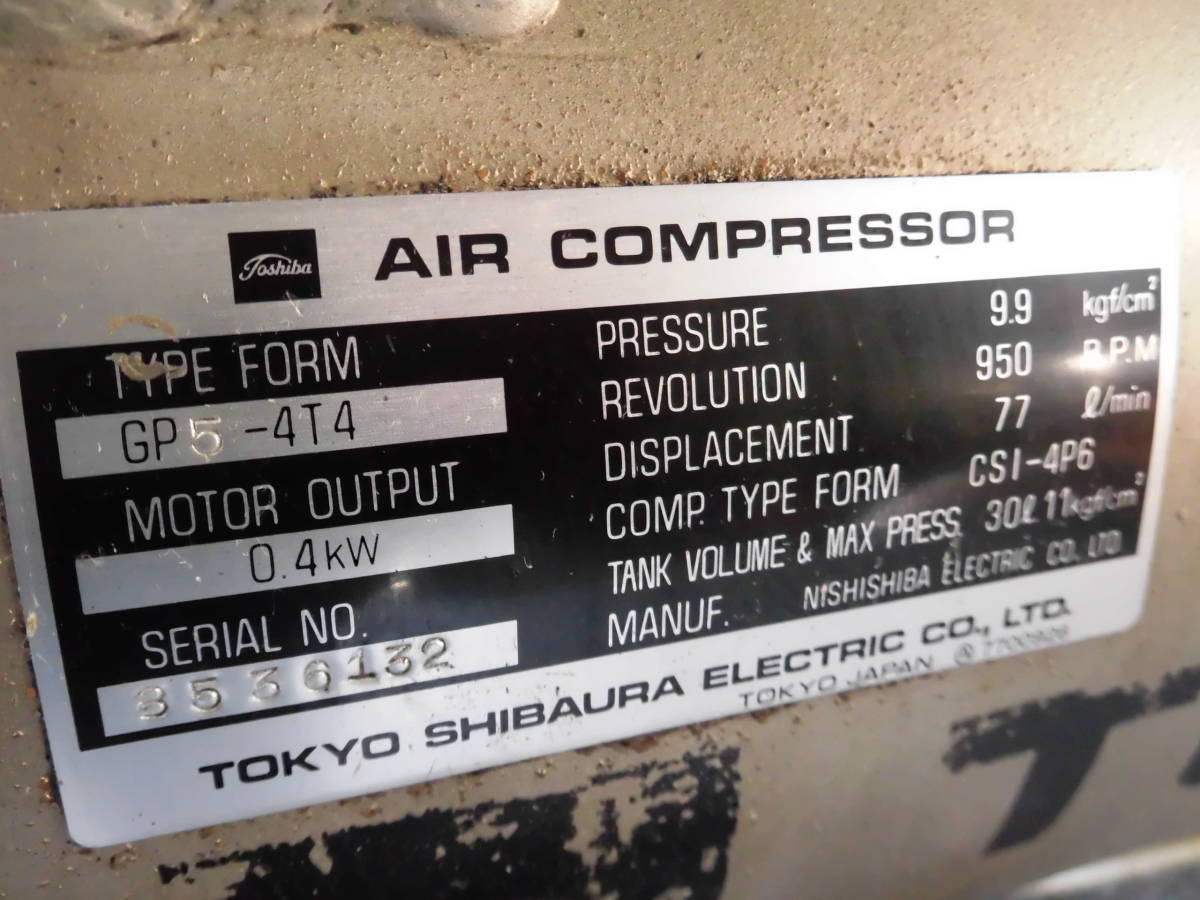 Toshiba AIR COMPRESSOR
TYPE FORM
GP5-4T4
MOTOR OUTPUT
0.4kW
SERIAL NO.
8536132
PRESSURE 9.9 kgf/cm²
REVOLUTION 950 R.P.M
DISPLACEMENT 77 ℓ/min
COMP. TYPE FORM CSI-4P6
TANK VOLUME & MAX PRESS. 30ℓ 11kgf/cm²
MANUF. NISHISHIBA ELECTRIC CO., LTD.
TOKYO SHIBAURA ELECTRIC CO., LTD.
TOKYO JAPAN Ⓐ 7700926